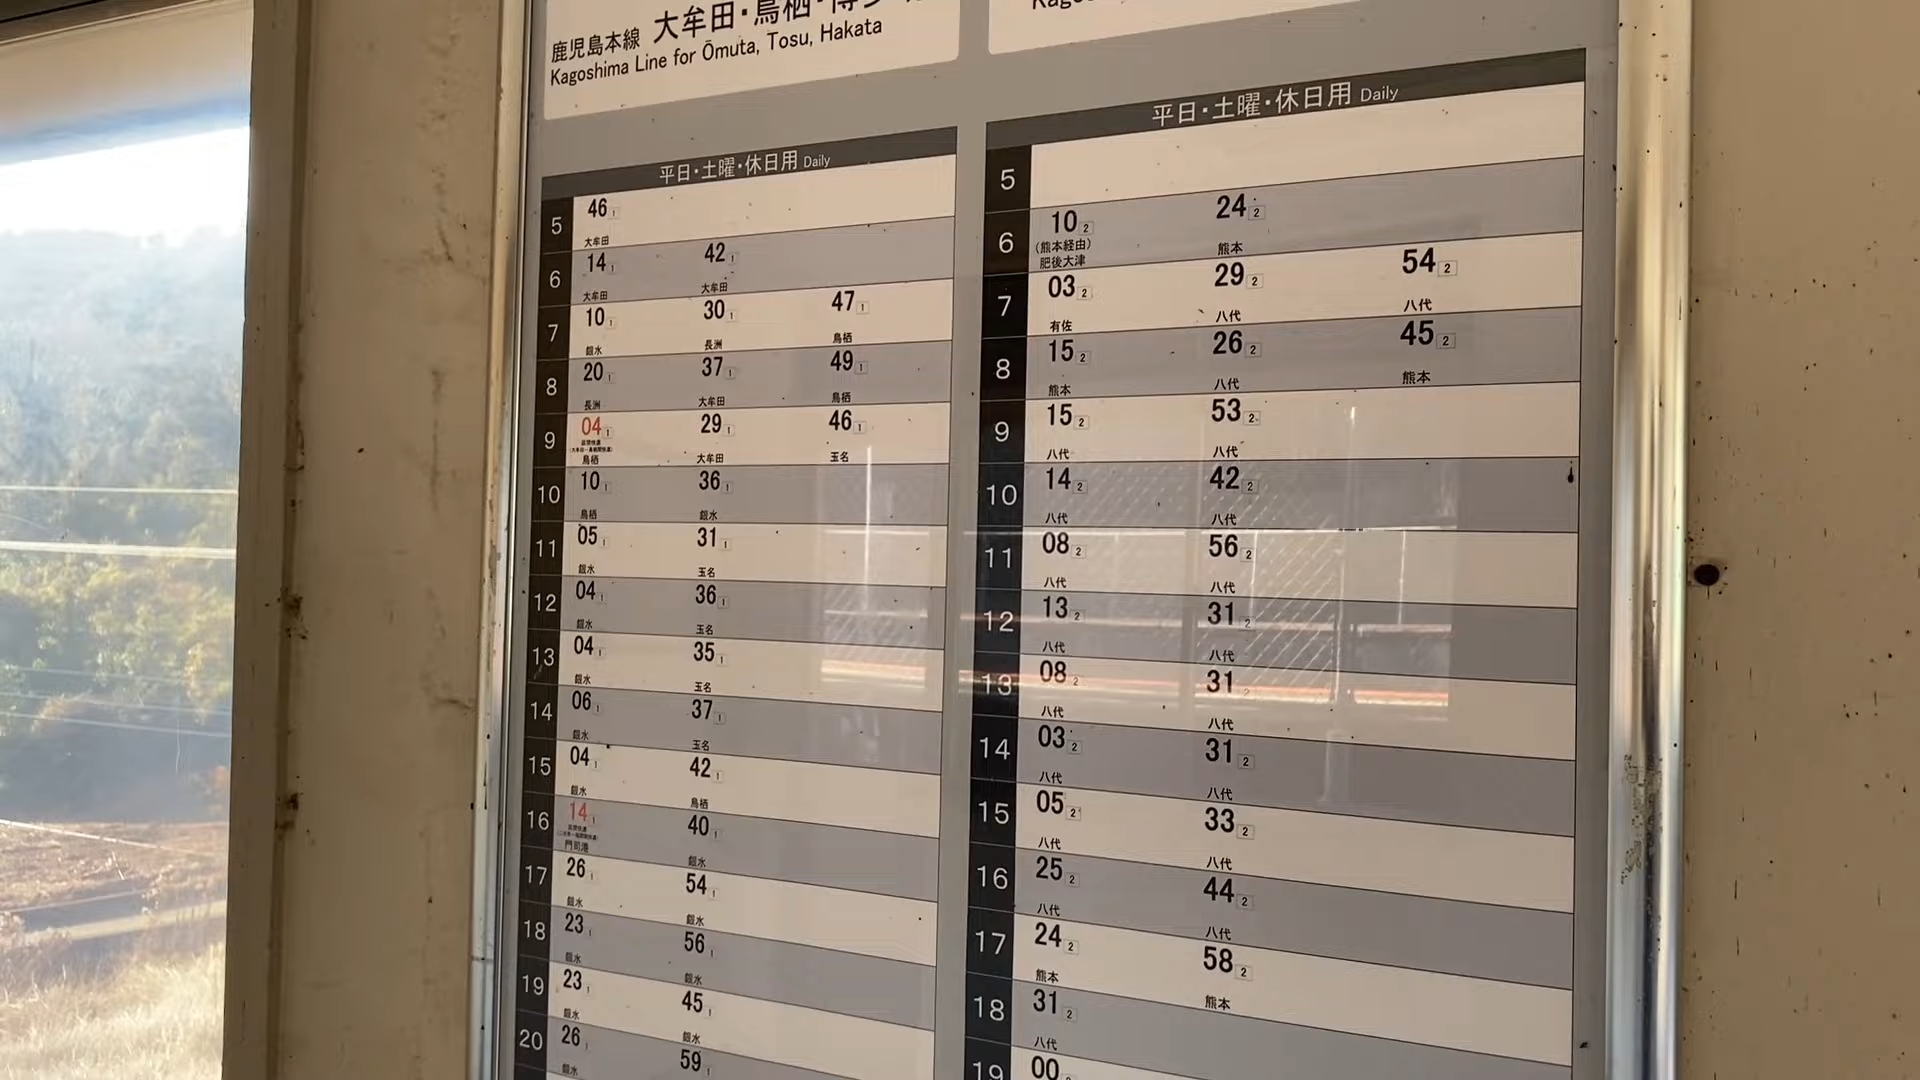 鹿児島本線 大牟田・鳥栖・博多
Kagoshima Line for Ōmuta, Tosu, Hakata
平日・土曜・休日用 Daily
5 46 1
大牟田
6 14 1 42 1
大牟田 大牟田
7 10 1 30 1 47 1
銀水 長洲 鳥栖
8 20 1 37 1 49 1
長洲 大牟田 鳥栖
9 04 1 29 1 46 1
区間快速
鳥栖 大牟田 玉名
10 10 1 36 1
鳥栖 銀水
11 05 1 31 1
銀水 玉名
12 04 1 36 1
銀水 玉名
13 04 1 35 1
銀水 玉名
14 06 1 37 1
銀水 玉名
15 04 1 42 1
銀水 鳥栖
16 14 1 40 1
区間快速
門司港 銀水
17 26 1 54 1
銀水 銀水
18 23 1 56 1
銀水 銀水
19 23 1 45 1
銀水 銀水
20 26 1 59 1
銀水
平日・土曜・休日用 Daily
5
6 10 2 24 2
(熊本経由)
肥後大津 熊本
7 03 2 29 2 54 2
有佐 八代 八代
8 15 2 26 2 45 2
熊本 八代 熊本
9 15 2 53 2
八代 八代
10 14 2 42 2
八代 八代
11 08 2 56 2
八代 八代
12 13 2 31 2
八代 八代
13 08 2 31 2
八代 八代
14 03 2 31 2
八代 八代
15 05 2 33 2
八代 八代
16 25 2 44 2
八代 八代
17 24 2 58 2
熊本 熊本
18 31 2
八代
19 00